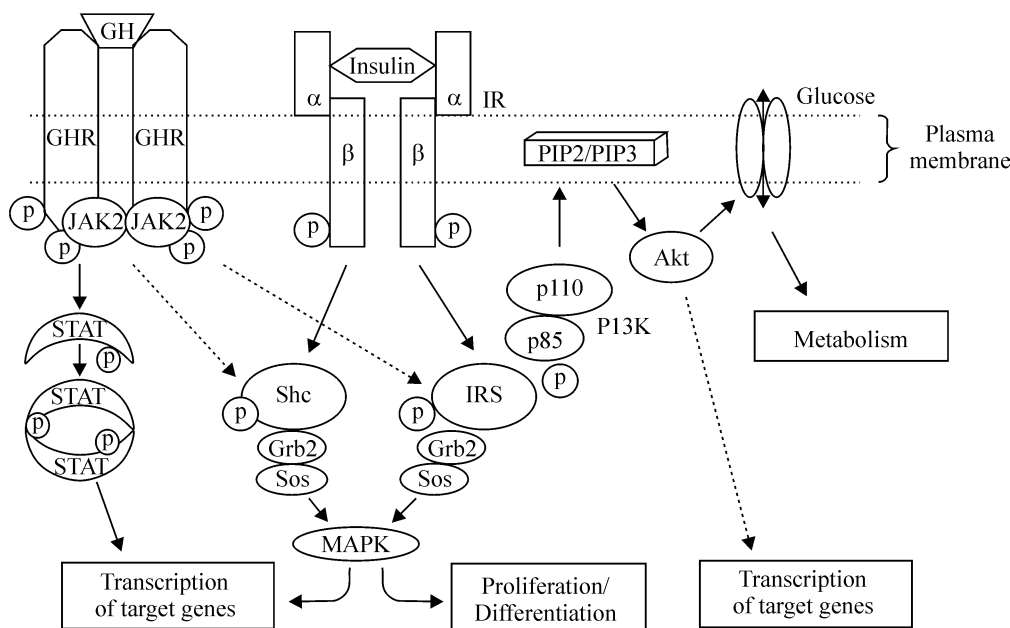 GH
Insulin
α
α
IR
Glucose
GHR
GHR
β
β
PIP2/PIP3
Plasma
membrane
p
JAK2
JAK2
p
p
p
p
p
Akt
p110
P13K
p85
STAT
p
Metabolism
Shc
IRS
p
p
p
STAT
p
p
STAT
Grb2
Grb2
Sos
Sos
MAPK
Transcription
of target genes
Proliferation/
Differentiation
Transcription
of target genes